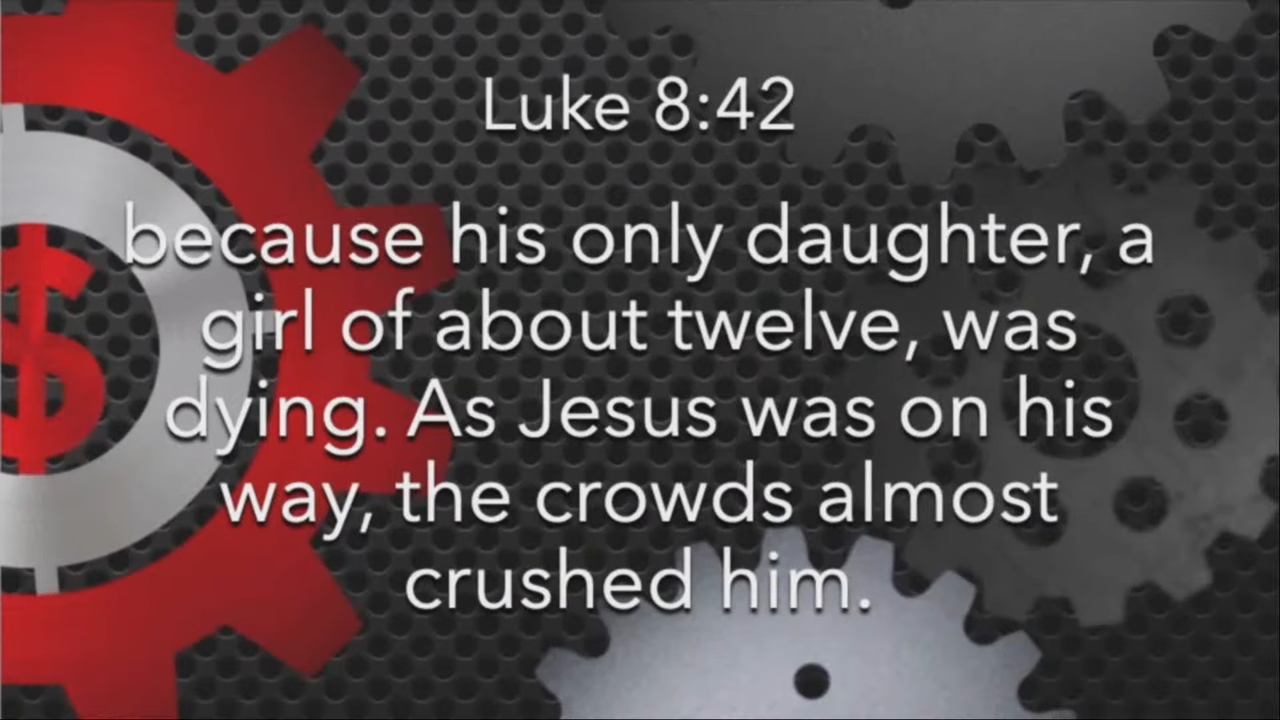 Luke 8:42
because his only daughter, a
girl of about twelve, was
dying. As Jesus was on his
way, the crowds almost
crushed him.
$